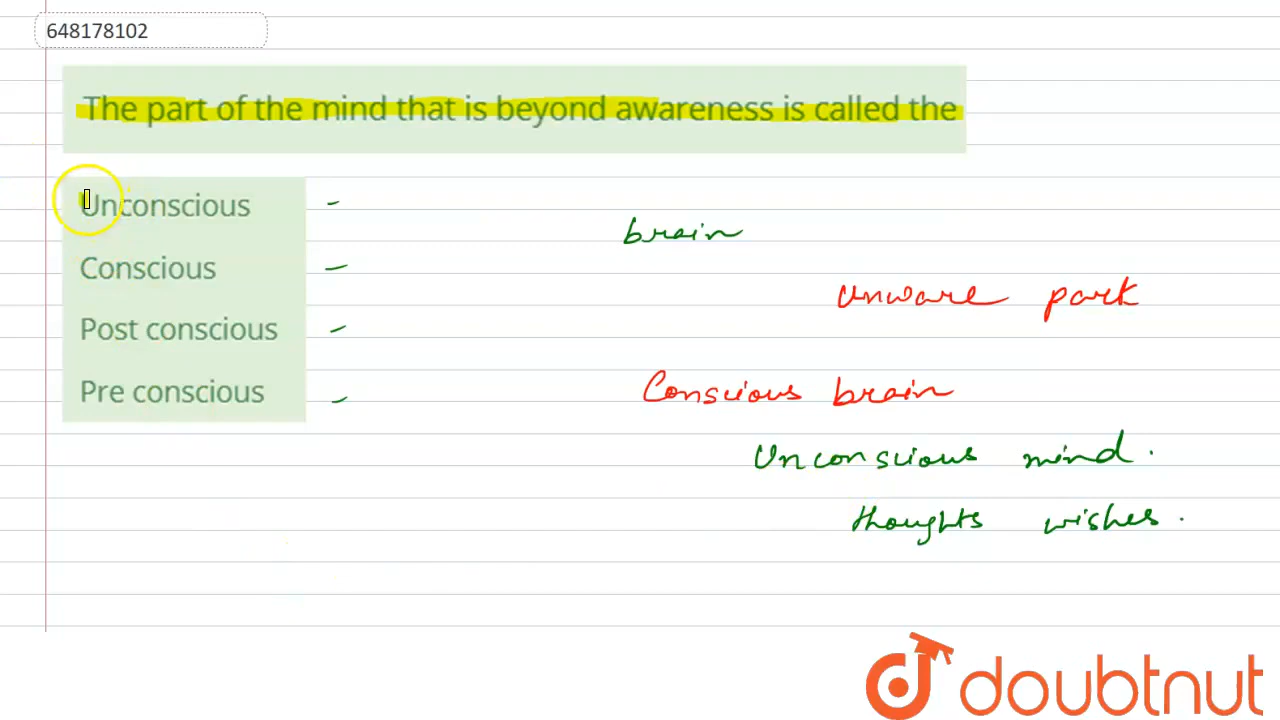 648178102
The part of the mind that is beyond awareness is called the
Unconscious -
Conscious -
Post conscious -
Pre conscious -
brain
unware part
Conscious brain
Unconscious mind.
thoughts wishes.
doubtnut